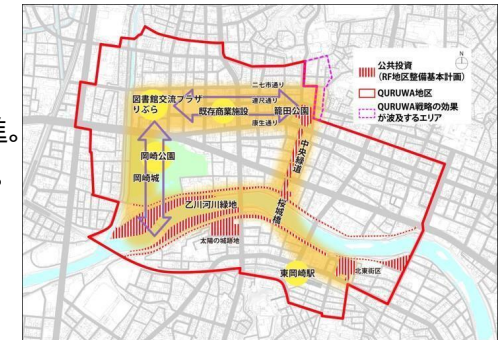 進。
公共投資
(RF地区整備基本計画)
QURUWA地区
QURUWA戦略の効果
が波及するエリア
N
二七市通り
図書館交流プラザ
りぶら
連尺通り
既存商業施設
籠田公園
康生通り
中央緑道
岡崎公園
岡崎城
乙川河川緑地
桜城橋
太陽の城跡地
東岡崎駅
北東街区